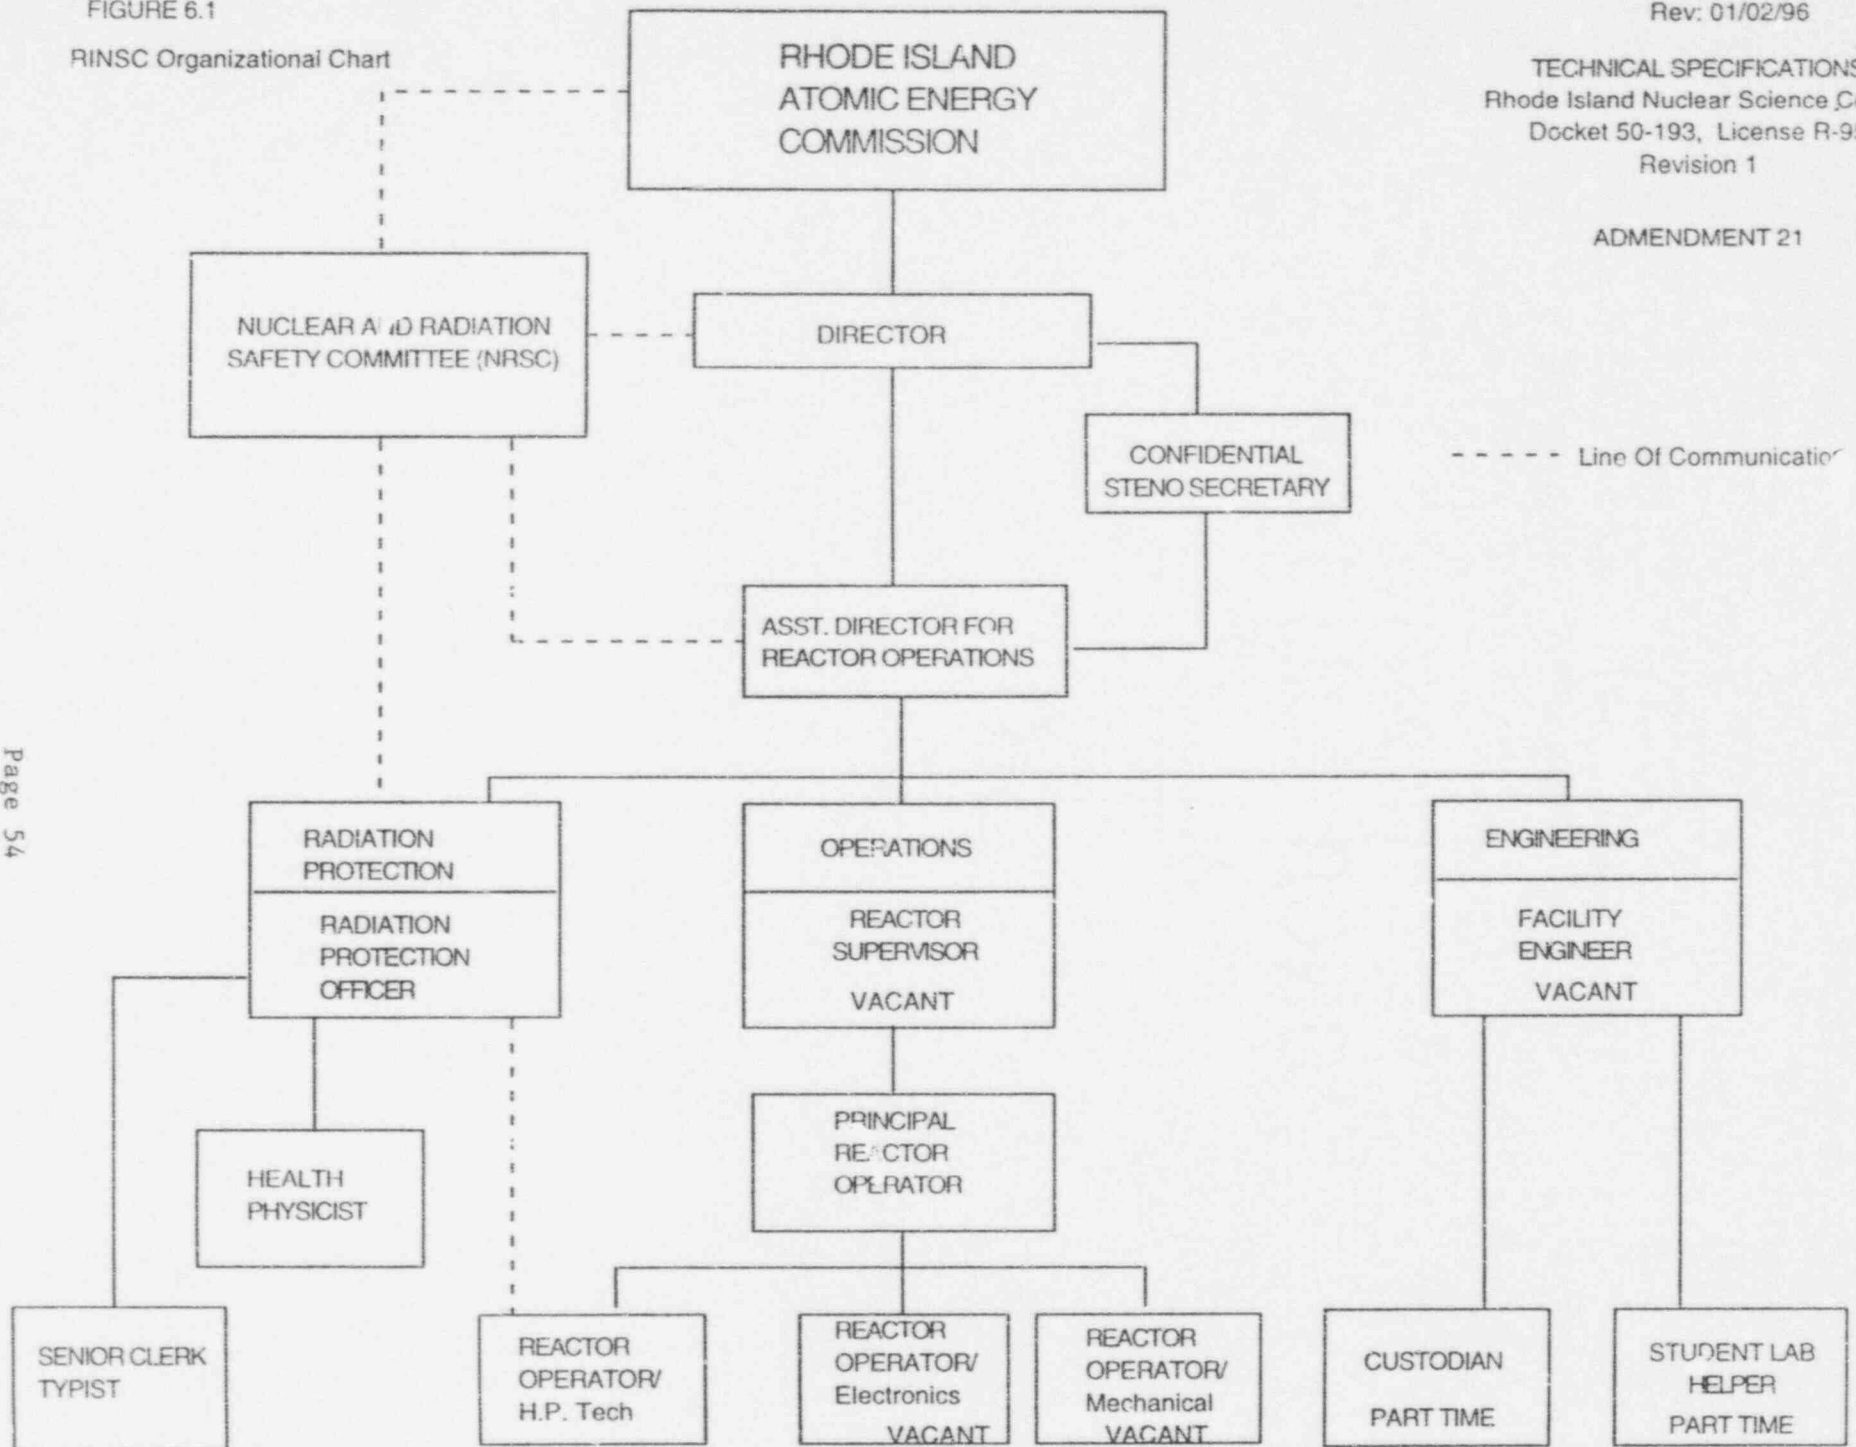 FIGURE 6.1
RINSC Organizational Chart
Rev: 01/02/96
TECHNICAL SPECIFICATIONS
Rhode Island Nuclear Science
Docket 50-193, License
Revision 1
ADMENDMENT 21
RHODE ISLAND
ATOMIC ENERGY
COMMISSION
NUCLEAR AND RADIATION
SAFETY COMMITTEE (NRSC)
DIRECTOR
CONFIDENTIAL
STENO SECRETARY
- - - - - Line Of Communication
ASST. DIRECTOR FOR
REACTOR OPERATIONS
RADIATION
PROTECTION
RADIATION
PROTECTION
OFFICER
OPERATIONS
REACTOR
SUPERVISOR
VACANT
ENGINEERING
FACILITY
ENGINEER
VACANT
PRINCIPAL
REACTOR
OPERATOR
HEALTH
PHYSICIST
SENIOR CLERK
TYPIST
REACTOR
OPERATOR/
H.P. Tech
REACTOR
OPERATOR/
Electronics
VACANT
REACTOR
OPERATOR/
Mechanical
VACANT
CUSTODIAN
PART TIME
STUDENT LAB
HELPER
PART TIME
Page 54